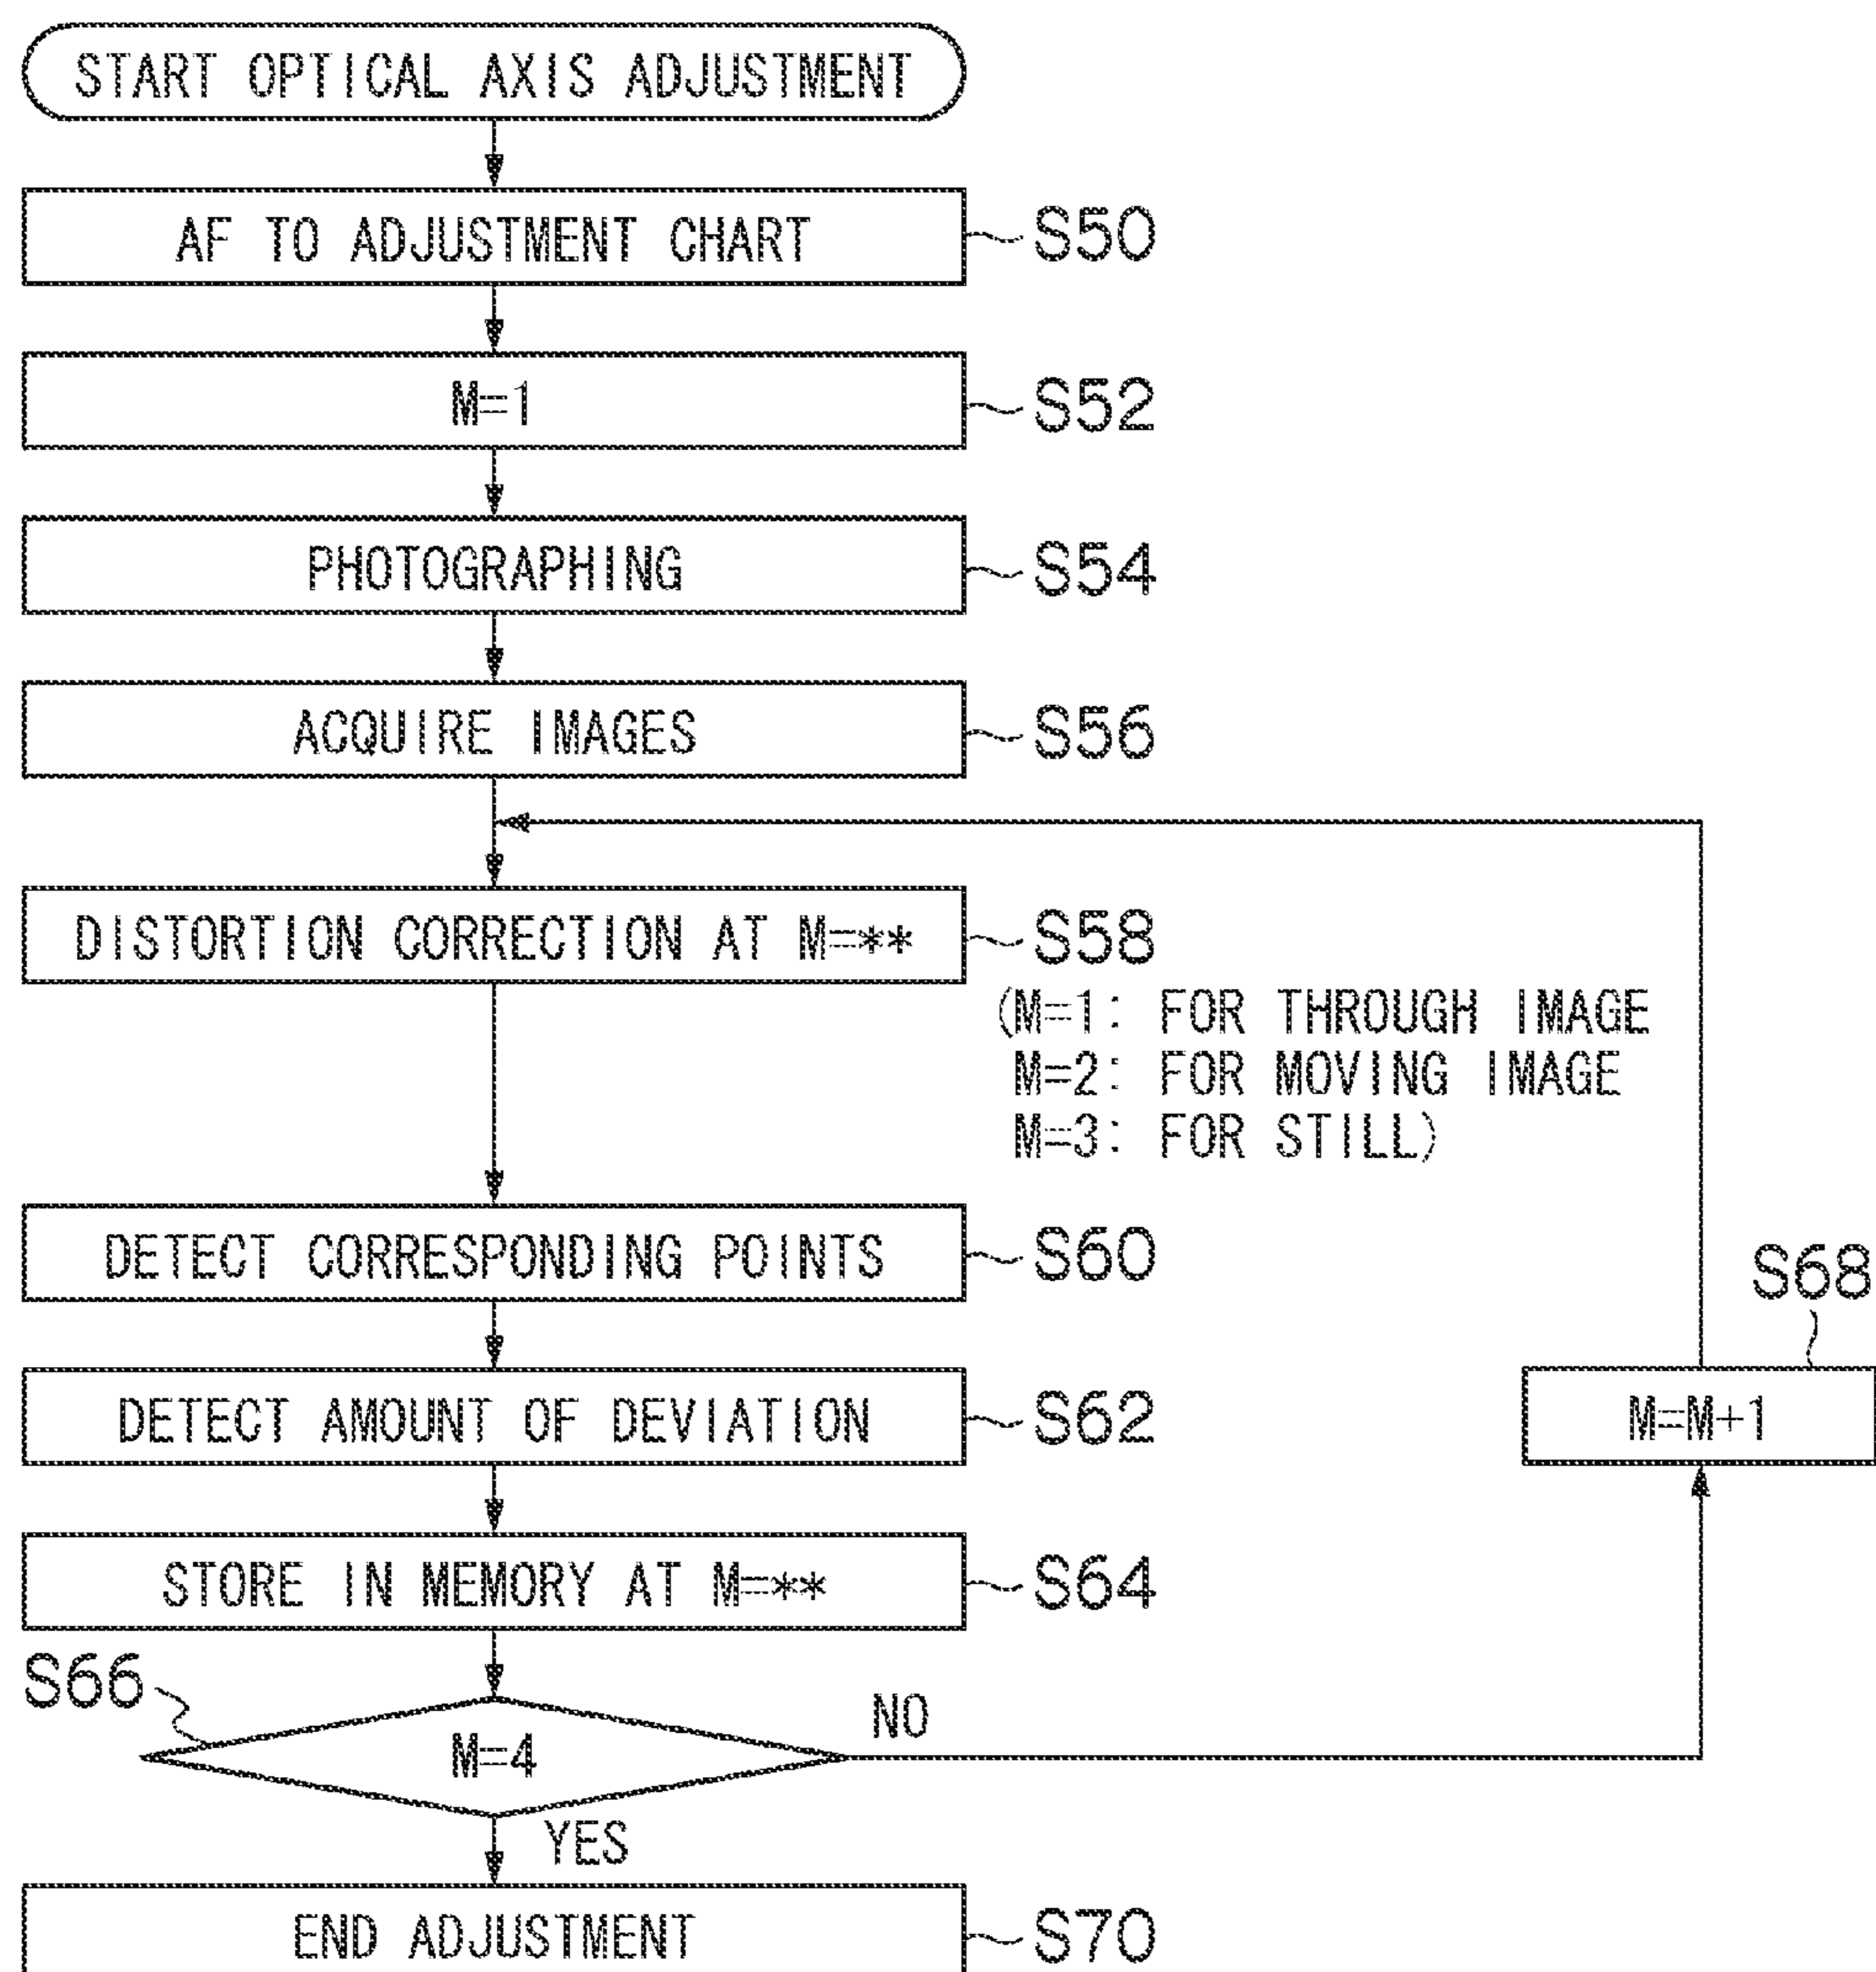 START OPTICAL AXIS ADJUSTMENT
AF TO ADJUSTMENT CHART
S50
M=1
S52
PHOTOGRAPHING
S54
ACQUIRE IMAGES
S56
DISTORTION CORRECTION AT M=**
S58
(M=1: FOR THROUGH IMAGE
M=2: FOR MOVING IMAGE
M=3: FOR STILL)
DETECT CORRESPONDING POINTS
S60
S68
M=M+1
DETECT AMOUNT OF DEVIATION
S62
STORE IN MEMORY AT M=**
S64
S66
M=4
NO
YES
END ADJUSTMENT
S70